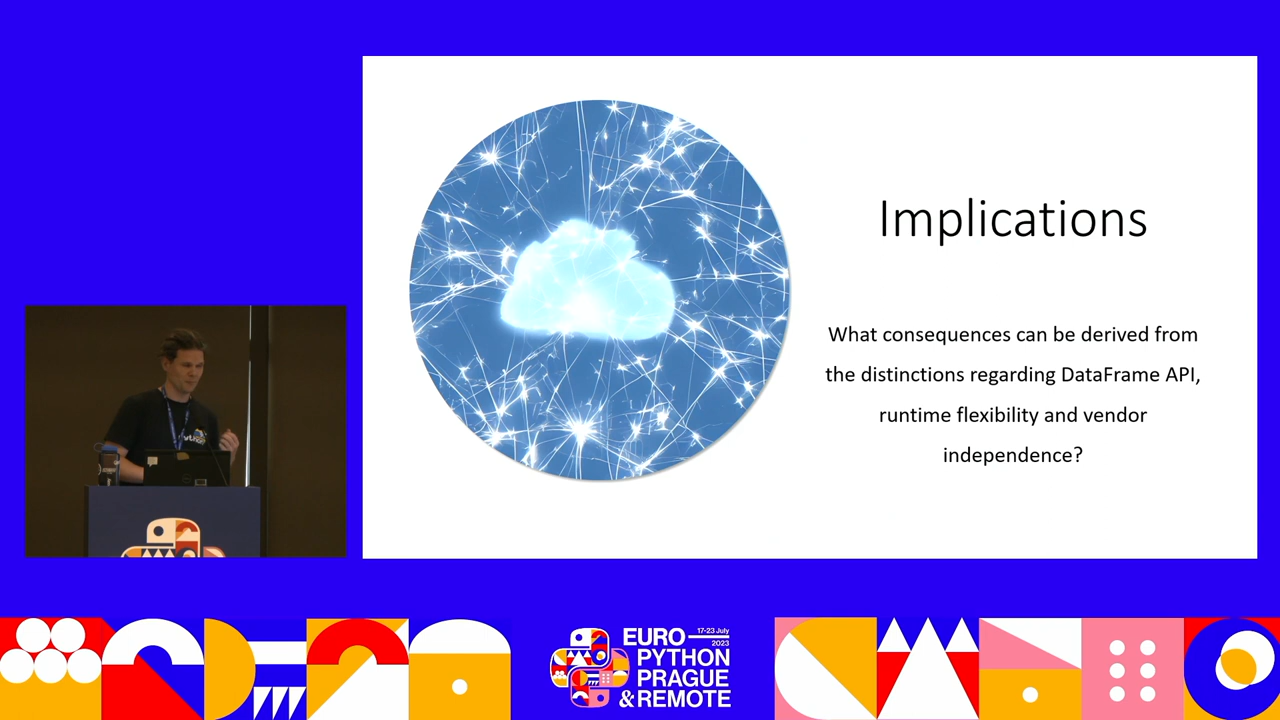 Implications
What consequences can be derived from
the distinctions regarding DataFrame API,
runtime flexibility and vendor
independence?
EURO
17-23 July
2023
PYTHON
PRAGUE
& REMOTE